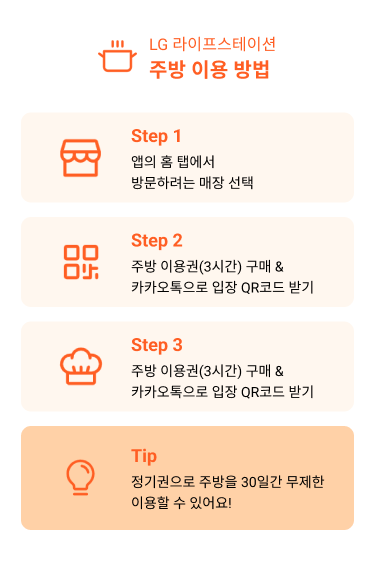 LG 라이프스테이션
주방 이용 방법
Step 1
앱의 홈 탭에서
방문하려는 매장 선택
Step 2
주방 이용권(3시간) 구매 &
카카오톡으로 입장 QR코드 받기
Step 3
주방 이용권(3시간) 구매 &
카카오톡으로 입장 QR코드 받기
Tip
정기권으로 주방을 30일간 무제한
이용할 수 있어요!